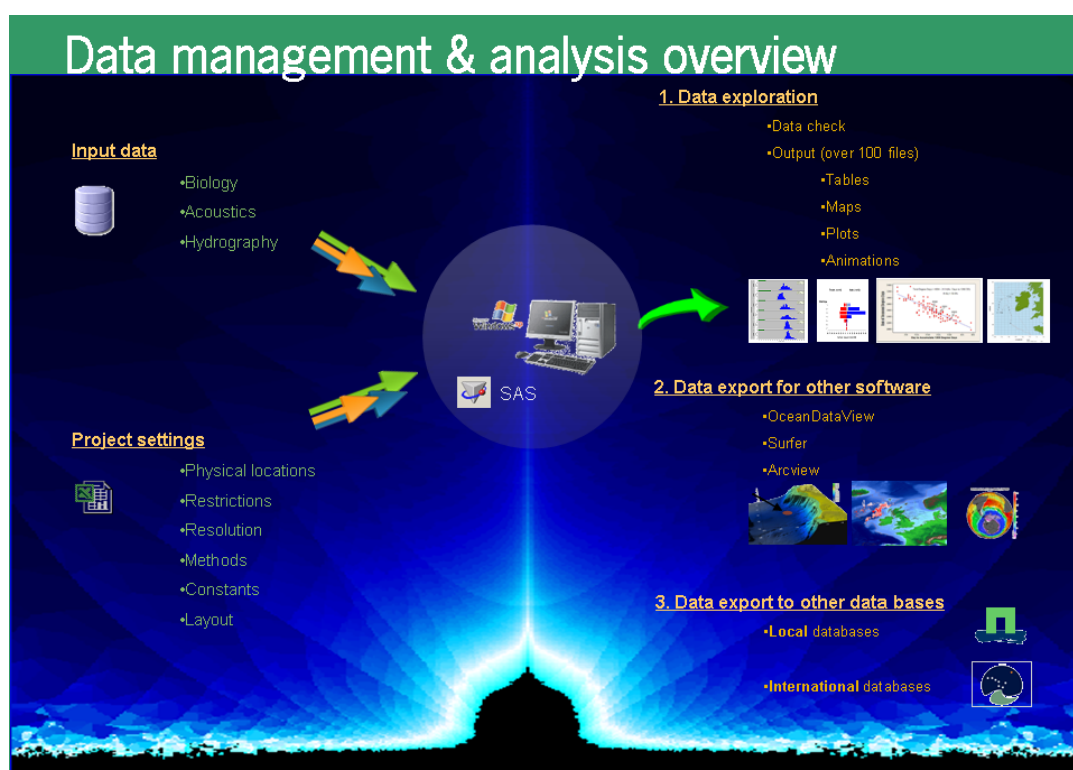 Data management & analysis overview
Input data
•Biology
•Acoustics
•Hydrography
Project settings
•Physical locations
•Restrictions
•Resolution
•Methods
•Constants
•Layout
Windows
SAS
1. Data exploration
•Data check
•Output (over 100 files)
•Tables
•Maps
•Plots
•Animations
2. Data export for other software
•OceanDataView
•Surfer
•Arcview
3. Data export to other data bases
•Local databases
•International databases